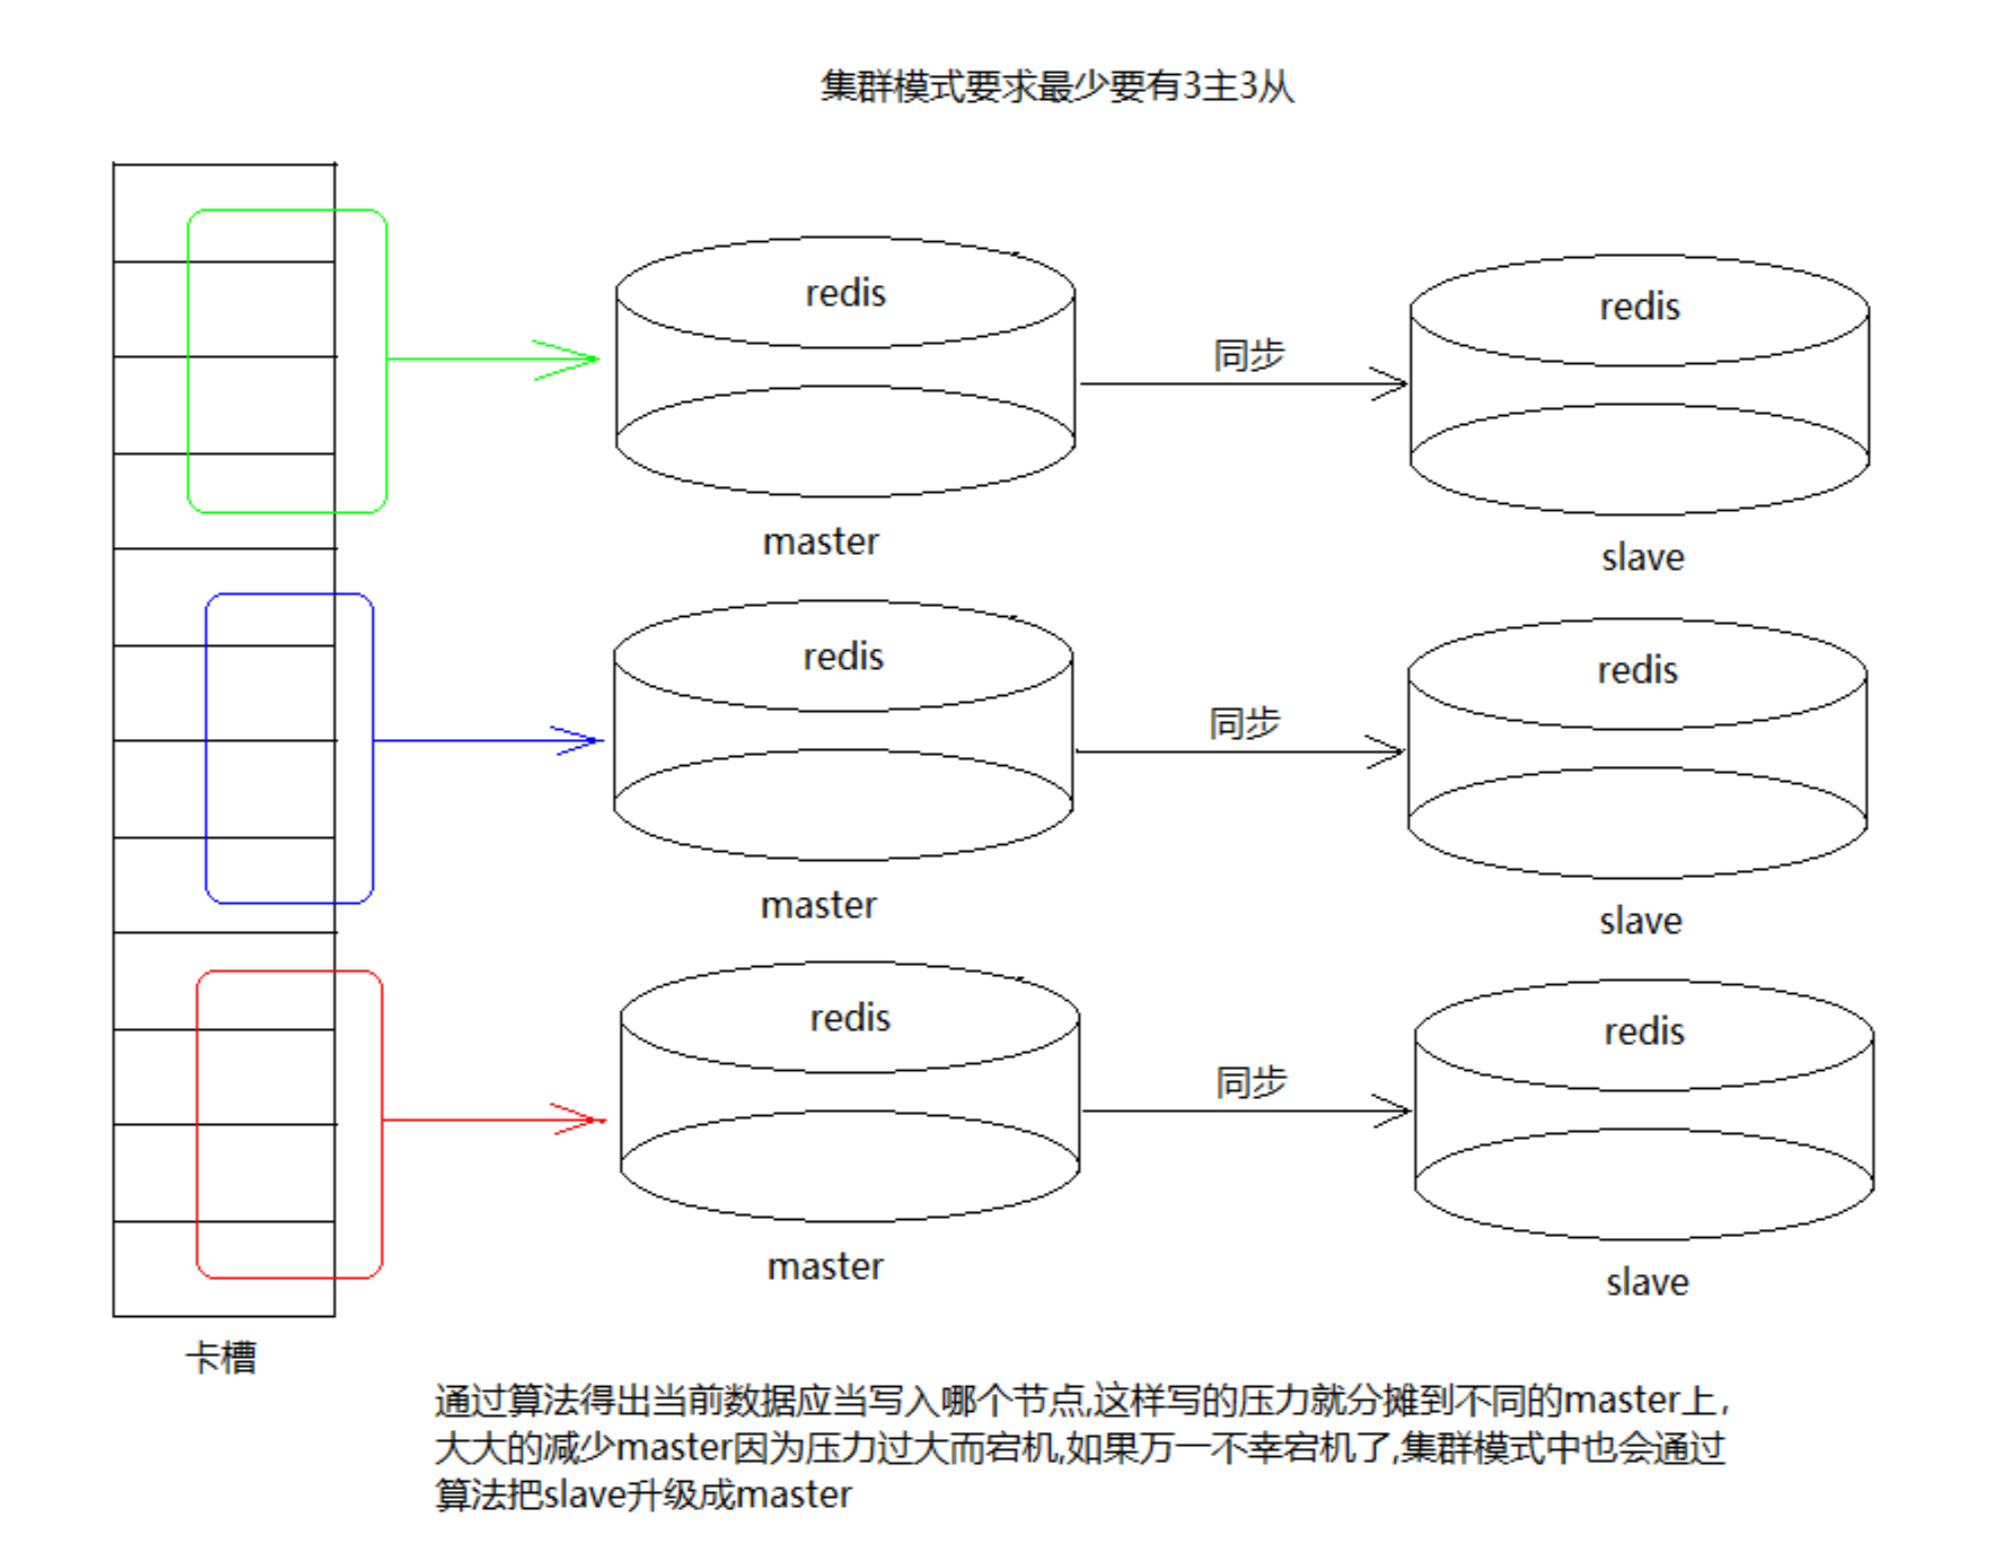 集群模式要求最少要有3主3从
redis
redis
同步
master
slave
redis
redis
同步
master
slave
redis
redis
同步
master
slave
卡槽
通过算法得出当前数据应当写入哪个节点,这样写的压力就分摊到不同的master上,
大大的减少master因为压力过大而宕机,如果万一不幸宕机了,集群模式中也会通过
算法把slave升级成master